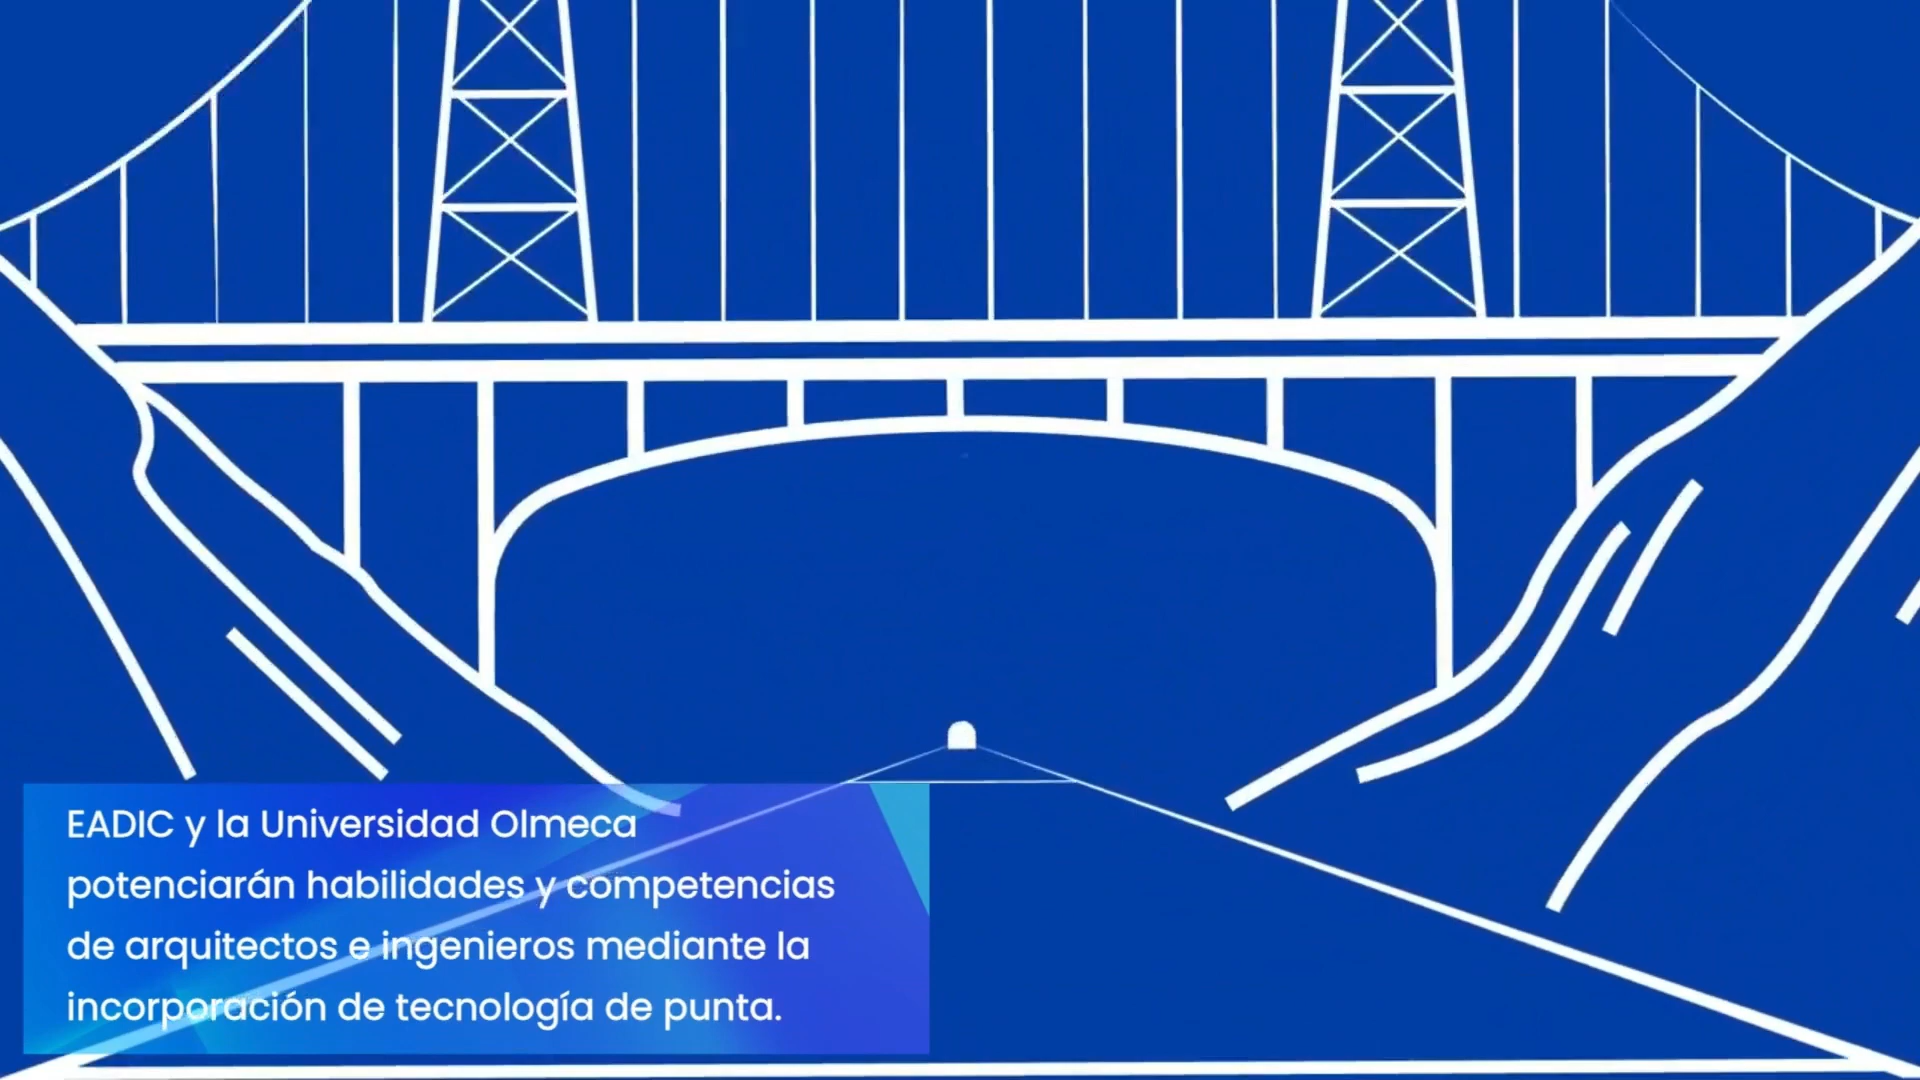 EADIC y la Universidad Olmeca
potenciarán habilidades y competencias
de arquitectos e ingenieros mediante la
incorporación de tecnología de punta.